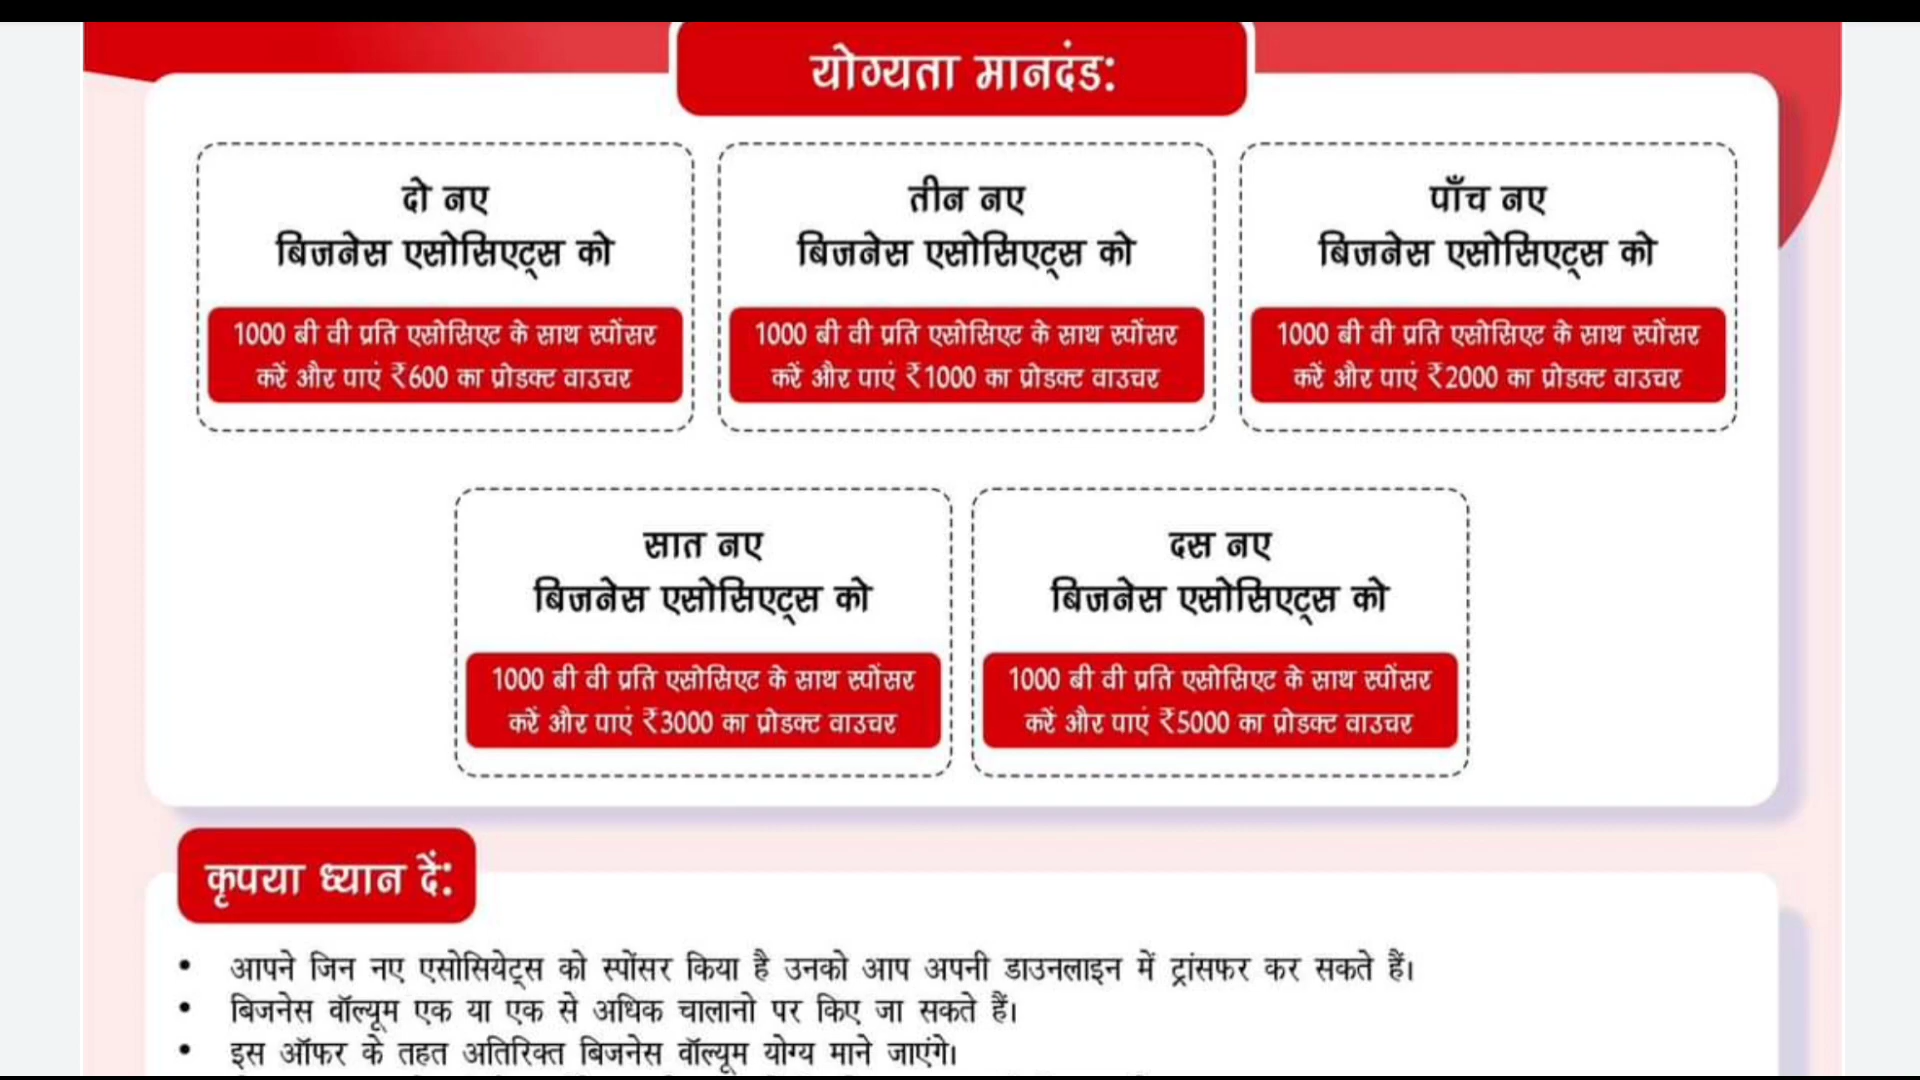 योग्यता मानदंड:
दो नए
बिजनेस एसोसिएट्स को
1000 बी वी प्रति एसोसिएट के साथ स्पोंसर
करें और पाएं ₹600 का प्रोडक्ट वाउचर
तीन नए
बिजनेस एसोसिएट्स को
1000 बी वी प्रति एसोसिएट के साथ स्पोंसर
करें और पाएं ₹1000 का प्रोडक्ट वाउचर
पाँच नए
बिजनेस एसोसिएट्स को
1000 बी वी प्रति एसोसिएट के साथ स्पोंसर
करें और पाएं ₹2000 का प्रोडक्ट वाउचर
सात नए
बिजनेस एसोसिएट्स को
1000 बी वी प्रति एसोसिएट के साथ स्पोंसर
करें और पाएं ₹3000 का प्रोडक्ट वाउचर
दस नए
बिजनेस एसोसिएट्स को
1000 बी वी प्रति एसोसिएट के साथ स्पोंसर
करें और पाएं ₹5000 का प्रोडक्ट वाउचर
कृपया ध्यान दें:
• आपने जिन नए एसोसियेट्स को स्पोंसर किया है उनको आप अपनी डाउनलाइन में ट्रांसफर कर सकते हैं।
• बिजनेस वॉल्यूम एक या एक से अधिक चालानो पर किए जा सकते हैं।
• इस ऑफर के तहत अतिरिक्त बिजनेस वॉल्यूम योग्य माने जाएंगे।